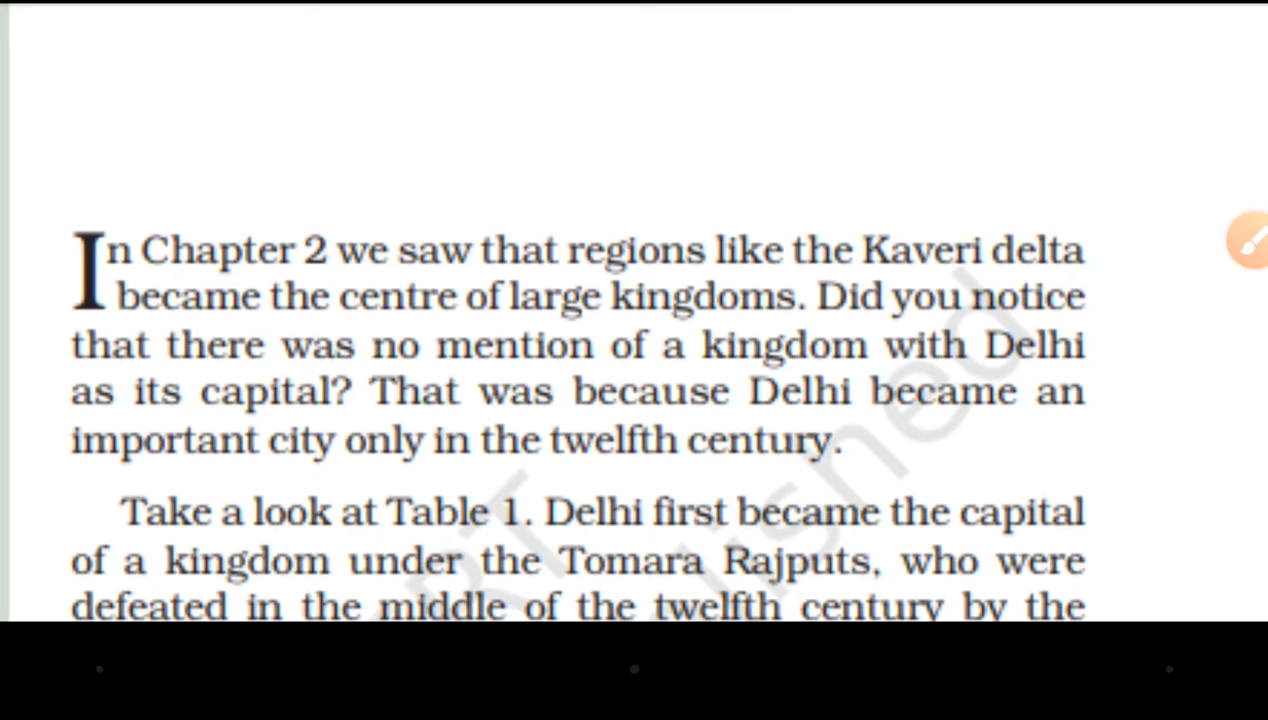 In Chapter 2 we saw that regions like the Kaveri delta
became the centre of large kingdoms. Did you notice
that there was no mention of a kingdom with Delhi
as its capital? That was because Delhi became an
important city only in the twelfth century.
Take a look at Table 1. Delhi first became the capital
of a kingdom under the Tomara Rajputs, who were
defeated in the middle of the twelfth century by the